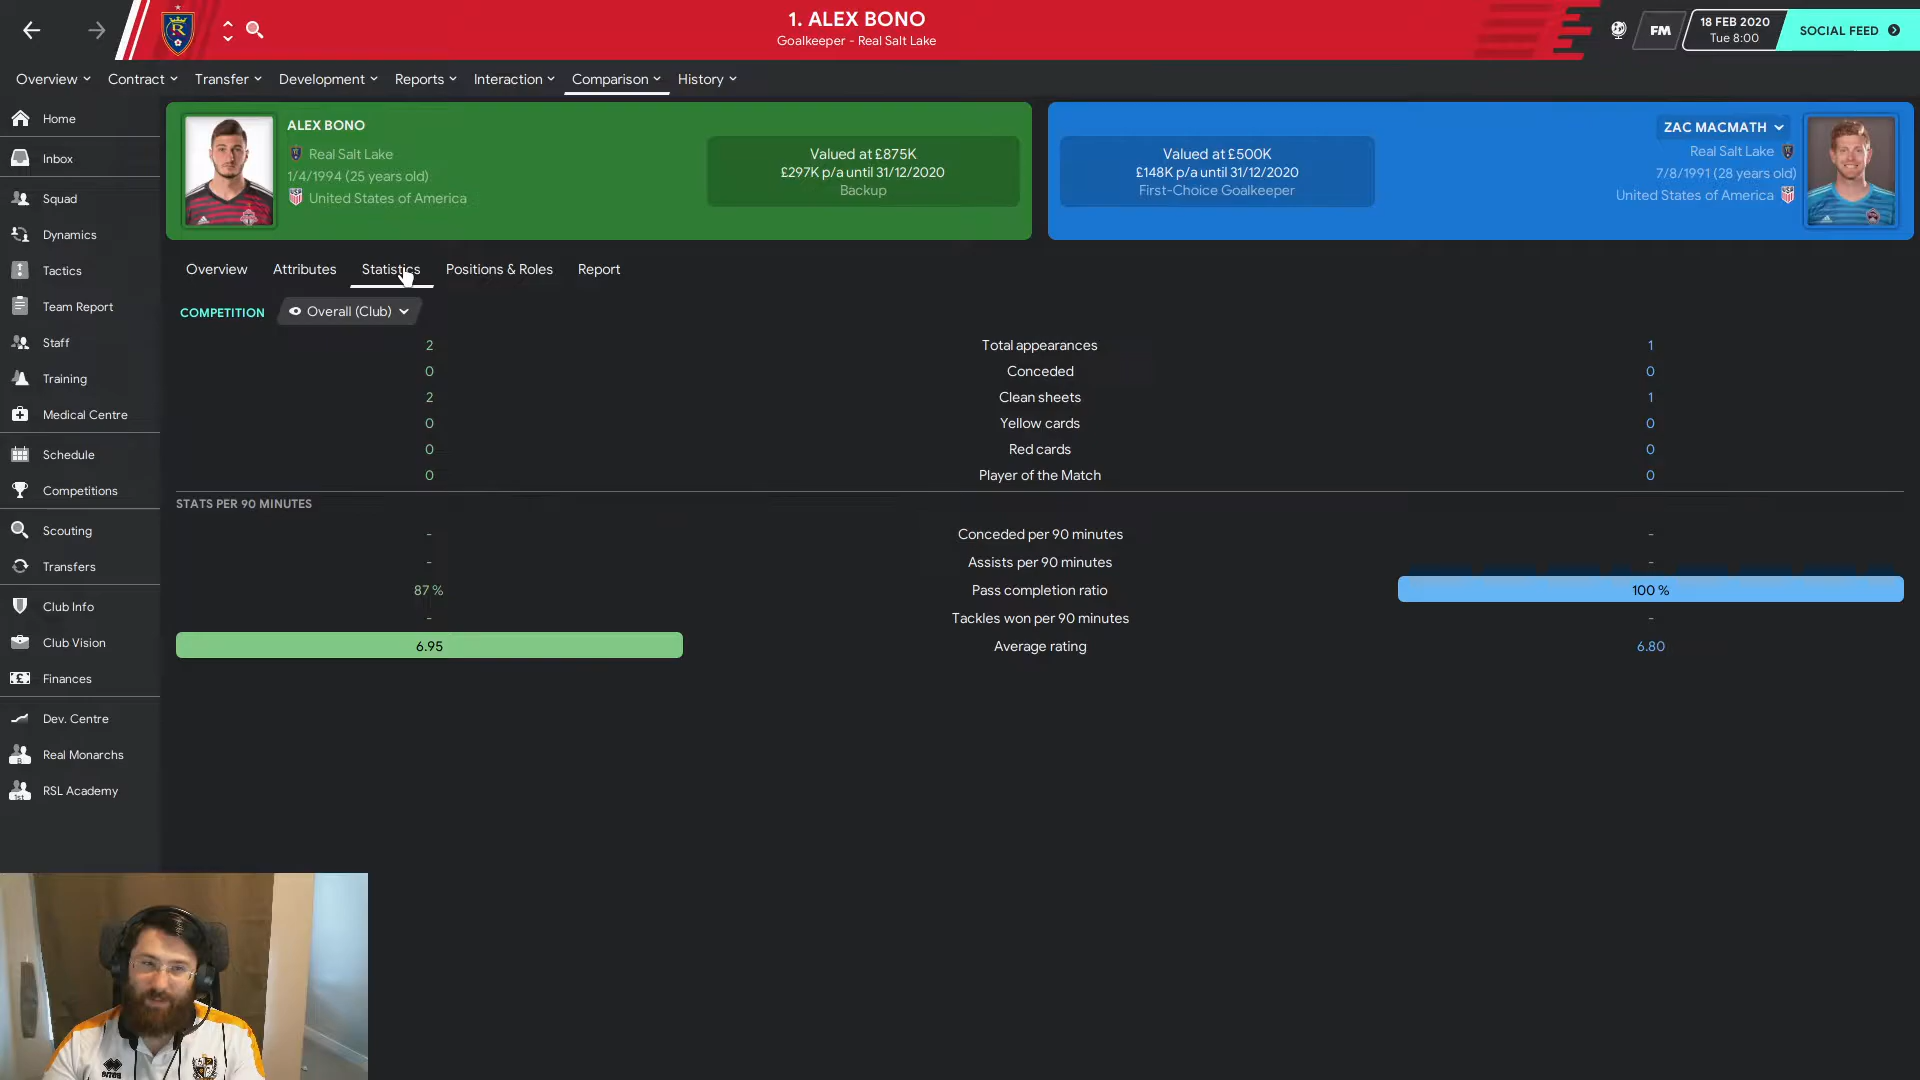 1. ALEX BONO
Goalkeeper - Real Salt Lake
FM
18 FEB 2020
Tue 8:00
SOCIAL FEED
Overview
Contract
Transfer
Development
Reports
Interaction
Comparison
History
Home
Inbox
Squad
Dynamics
Tactics
Team Report
Staff
Training
Medical Centre
Schedule
Competitions
Scouting
Transfers
Club Info
Club Vision
Finances
Dev. Centre
Real Monarchs
RSL Academy
ALEX BONO
Real Salt Lake
1/4/1994 (25 years old)
United States of America
Valued at £875K
£297K p/a until 31/12/2020
Backup
Valued at £500K
£148K p/a until 31/12/2020
First-Choice Goalkeeper
ZAC MACMATH
Real Salt Lake
7/8/1991 (28 years old)
United States of America
Overview
Attributes
Statistics
Positions & Roles
Report
COMPETITION
Overall (Club)
2 Total appearances 1
0 Conceded 0
2 Clean sheets 1
0 Yellow cards 0
0 Red cards 0
0 Player of the Match 0
STATS PER 90 MINUTES
- Conceded per 90 minutes -
- Assists per 90 minutes -
87 % Pass completion ratio 100 %
- Tackles won per 90 minutes -
6.95 Average rating 6.80